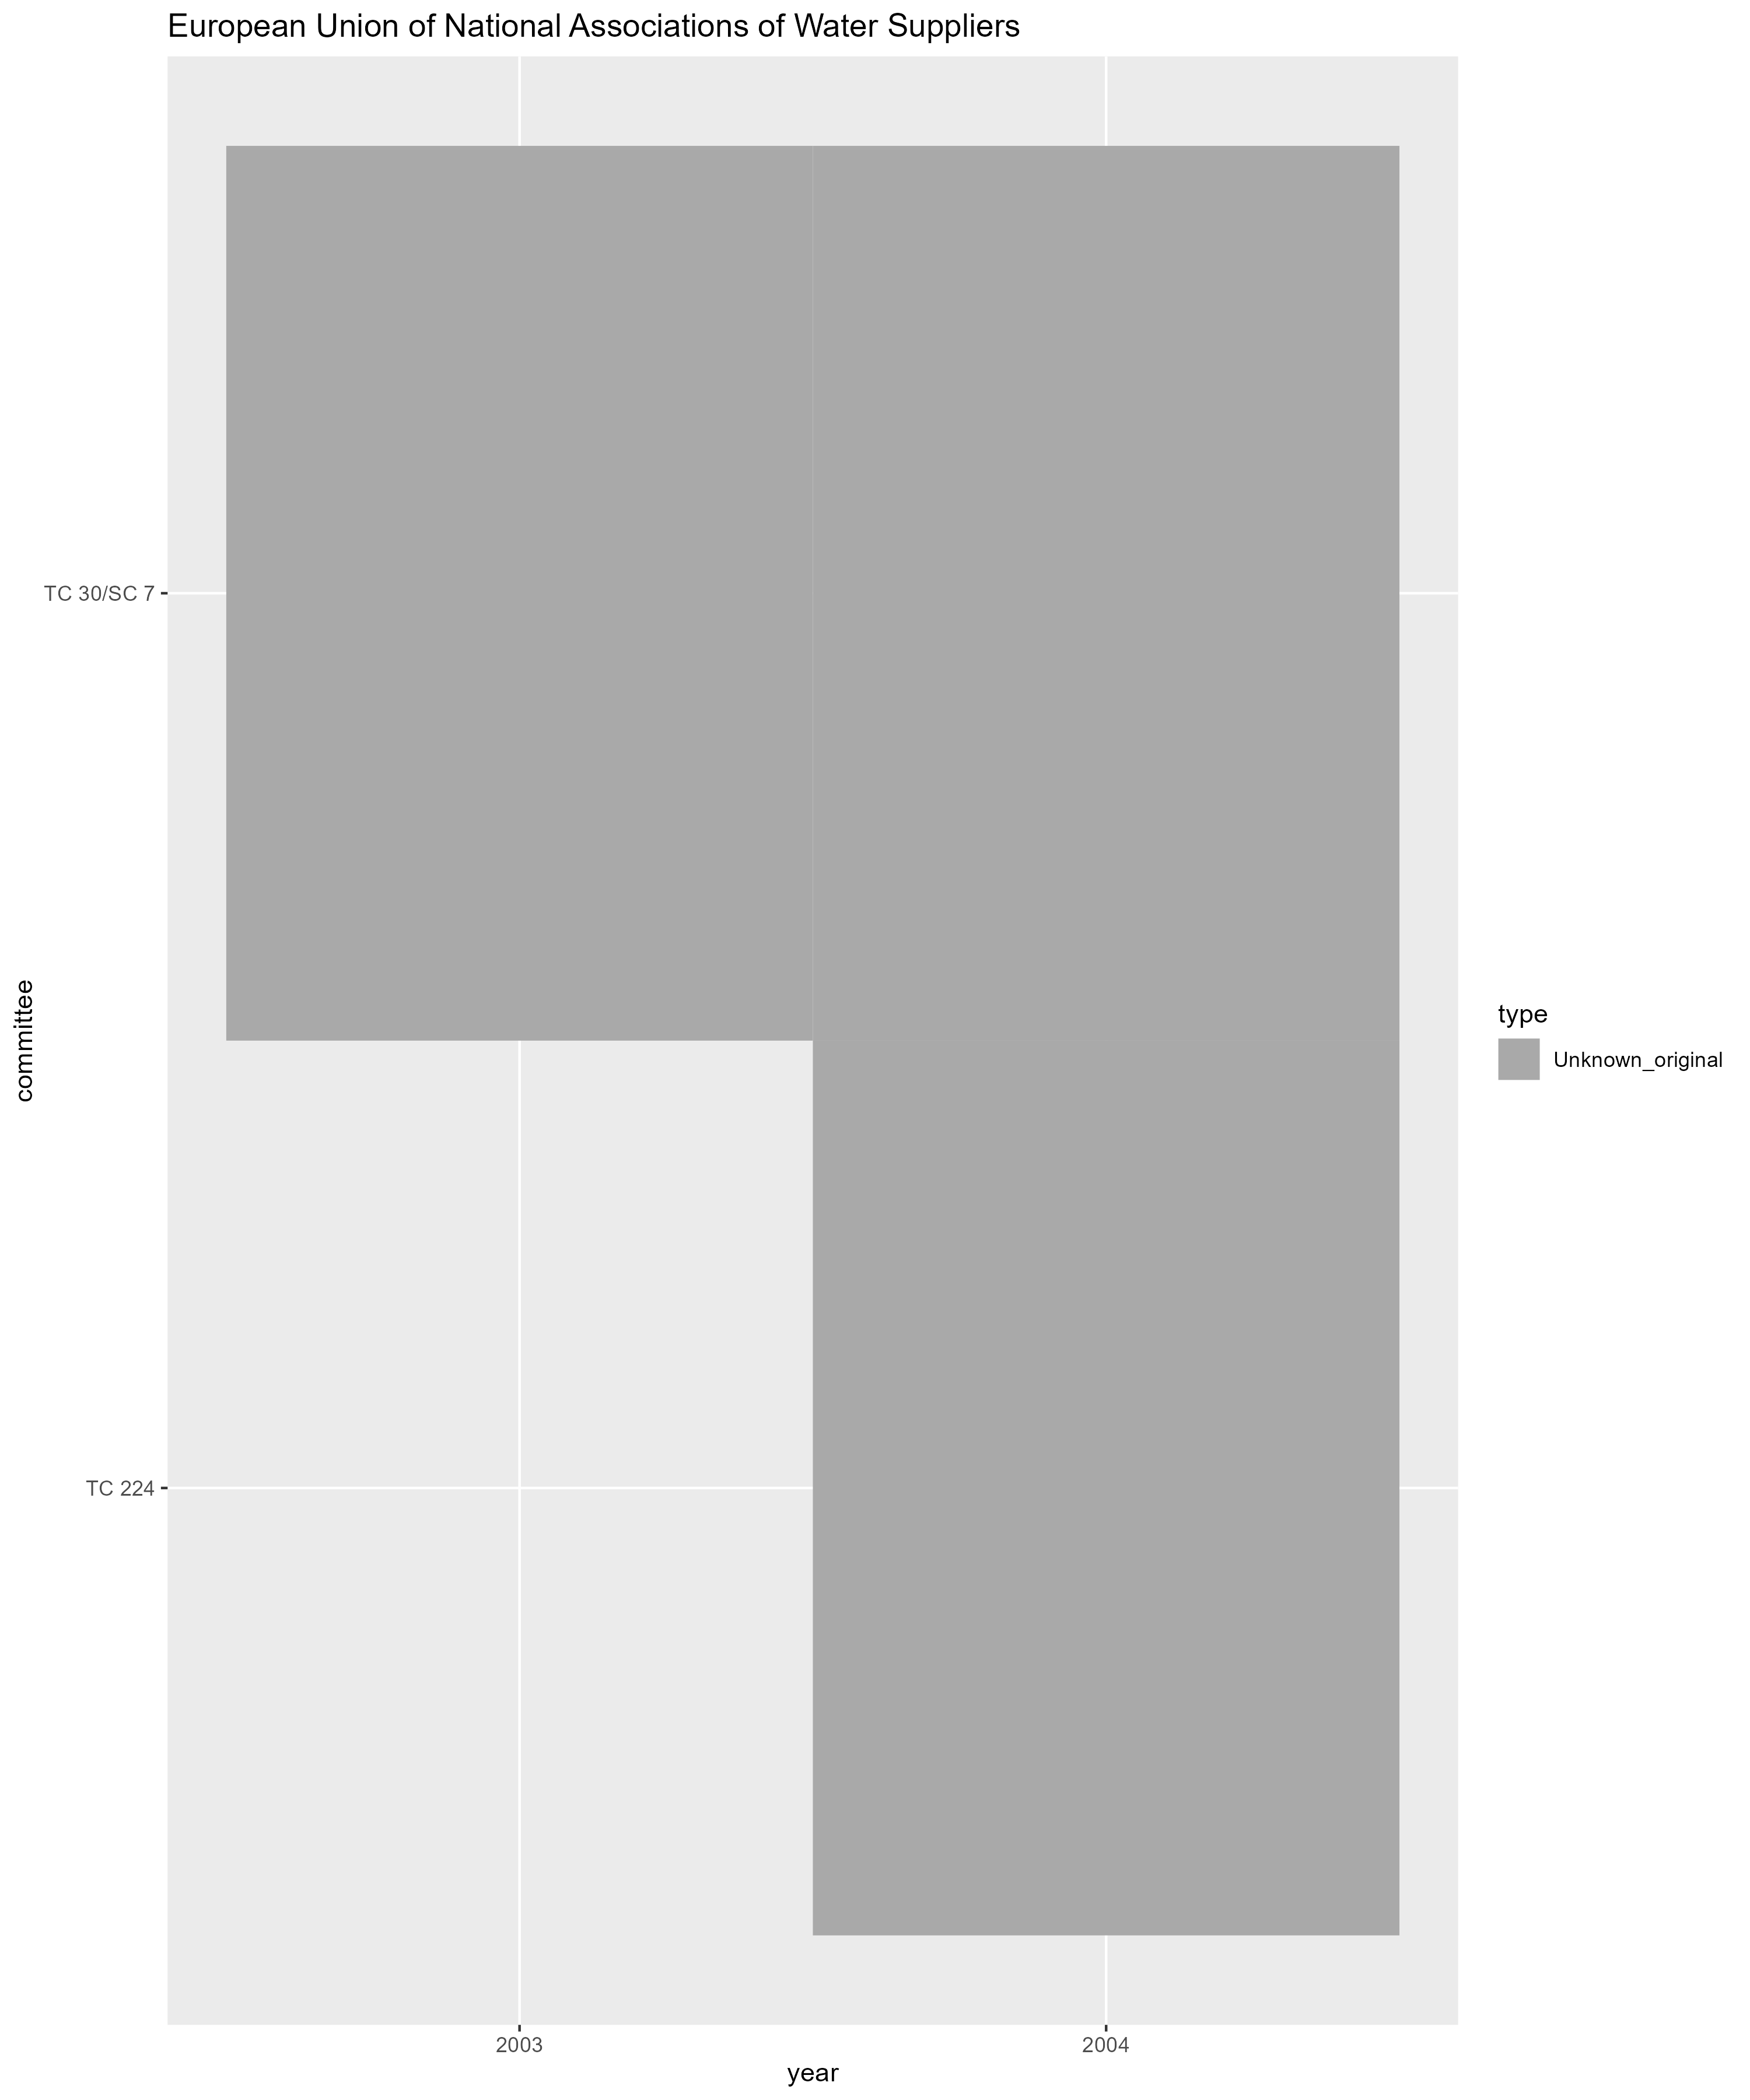 European Union of National Associations of Water Suppliers
TC 30/SC 7
TC 224
committee
2003
2004
year
type
Unknown_original